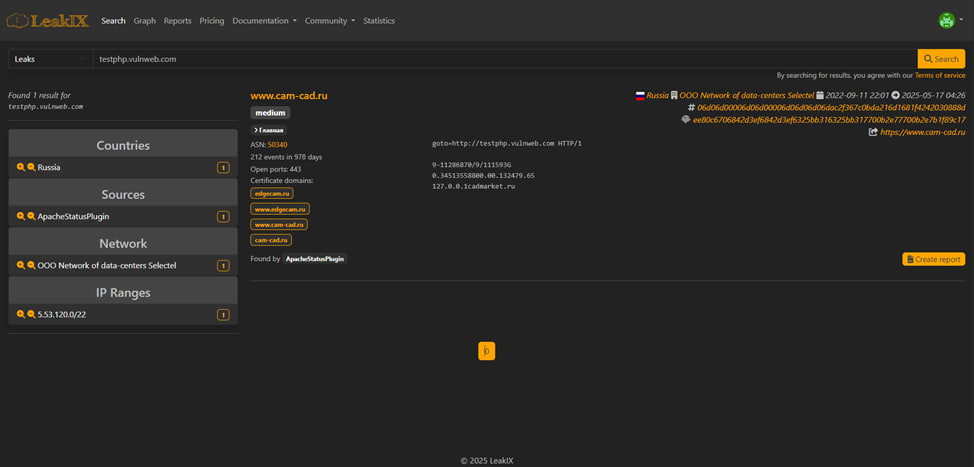 LeakIX Search Graph Reports Pricing Documentation Community Statistics
Leaks testphp.vulnweb.com Search
By searching for results, you agree with our Terms of service
Found 1 result for
testphp.vulnweb.com
Countries
Russia 1
Sources
ApacheStatusPlugin 1
Network
OOO Network of data-centers Selectel 1
IP Ranges
5.53.120.0/22 1
www.cam-cad.ru
medium
Главная
ASN: 50340
212 events in 978 days
Open ports: 443
Certificate domains:
edgecam.ru
www.edgecam.ru
www.cam-cad.ru
cam-cad.ru
Found by ApacheStatusPlugin
goto=http://testphp.vulnweb.com HTTP/1
9-11286870/9/111593G
0.34513558800.00.132479.65
127.0.0.1cadmarket.ru
Russia OOO Network of data-centers Selectel 2022-09-11 22:01 2025-05-17 04:26
https://www.cam-cad.ru
Create report
0
© 2025 LeakIX